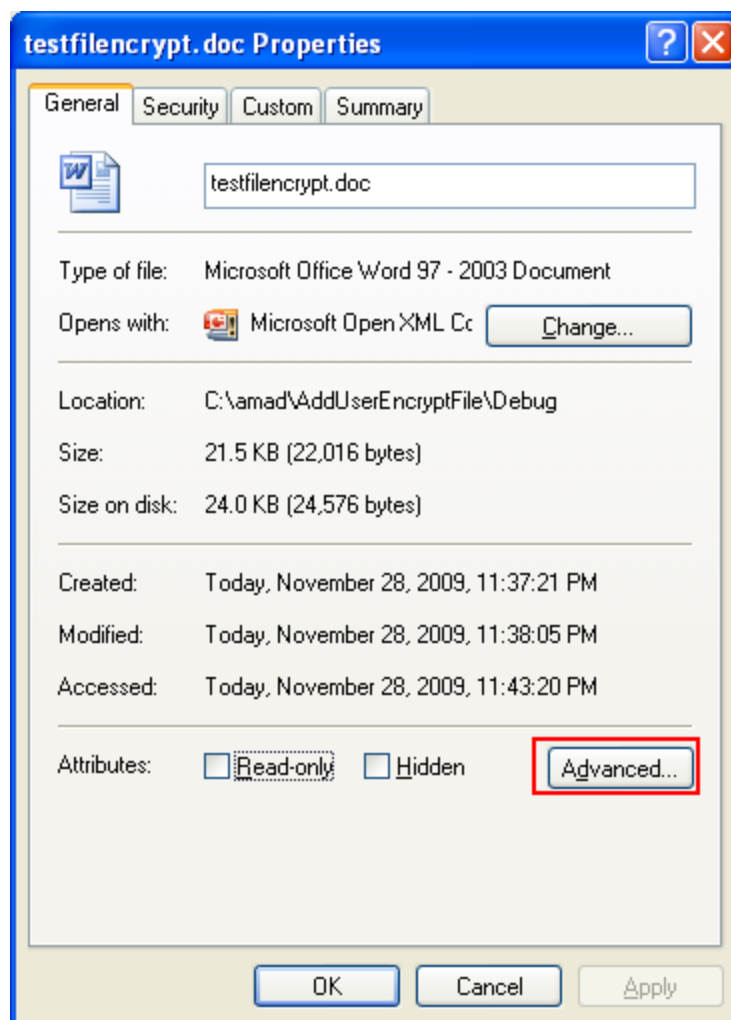 testfilencrypt.doc Properties
General Security Custom Summary
testfilencrypt.doc
Type of file: Microsoft Office Word 97 - 2003 Document
Opens with: Microsoft Open XML Cc Change...
Location: C:\amad\AddUserEncryptFile\Debug
Size: 21.5 KB (22,016 bytes)
Size on disk: 24.0 KB (24,576 bytes)
Created: Today, November 28, 2009, 11:37:21 PM
Modified: Today, November 28, 2009, 11:38:05 PM
Accessed: Today, November 28, 2009, 11:43:20 PM
Attributes: Read-only Hidden Advanced...
OK Cancel Apply